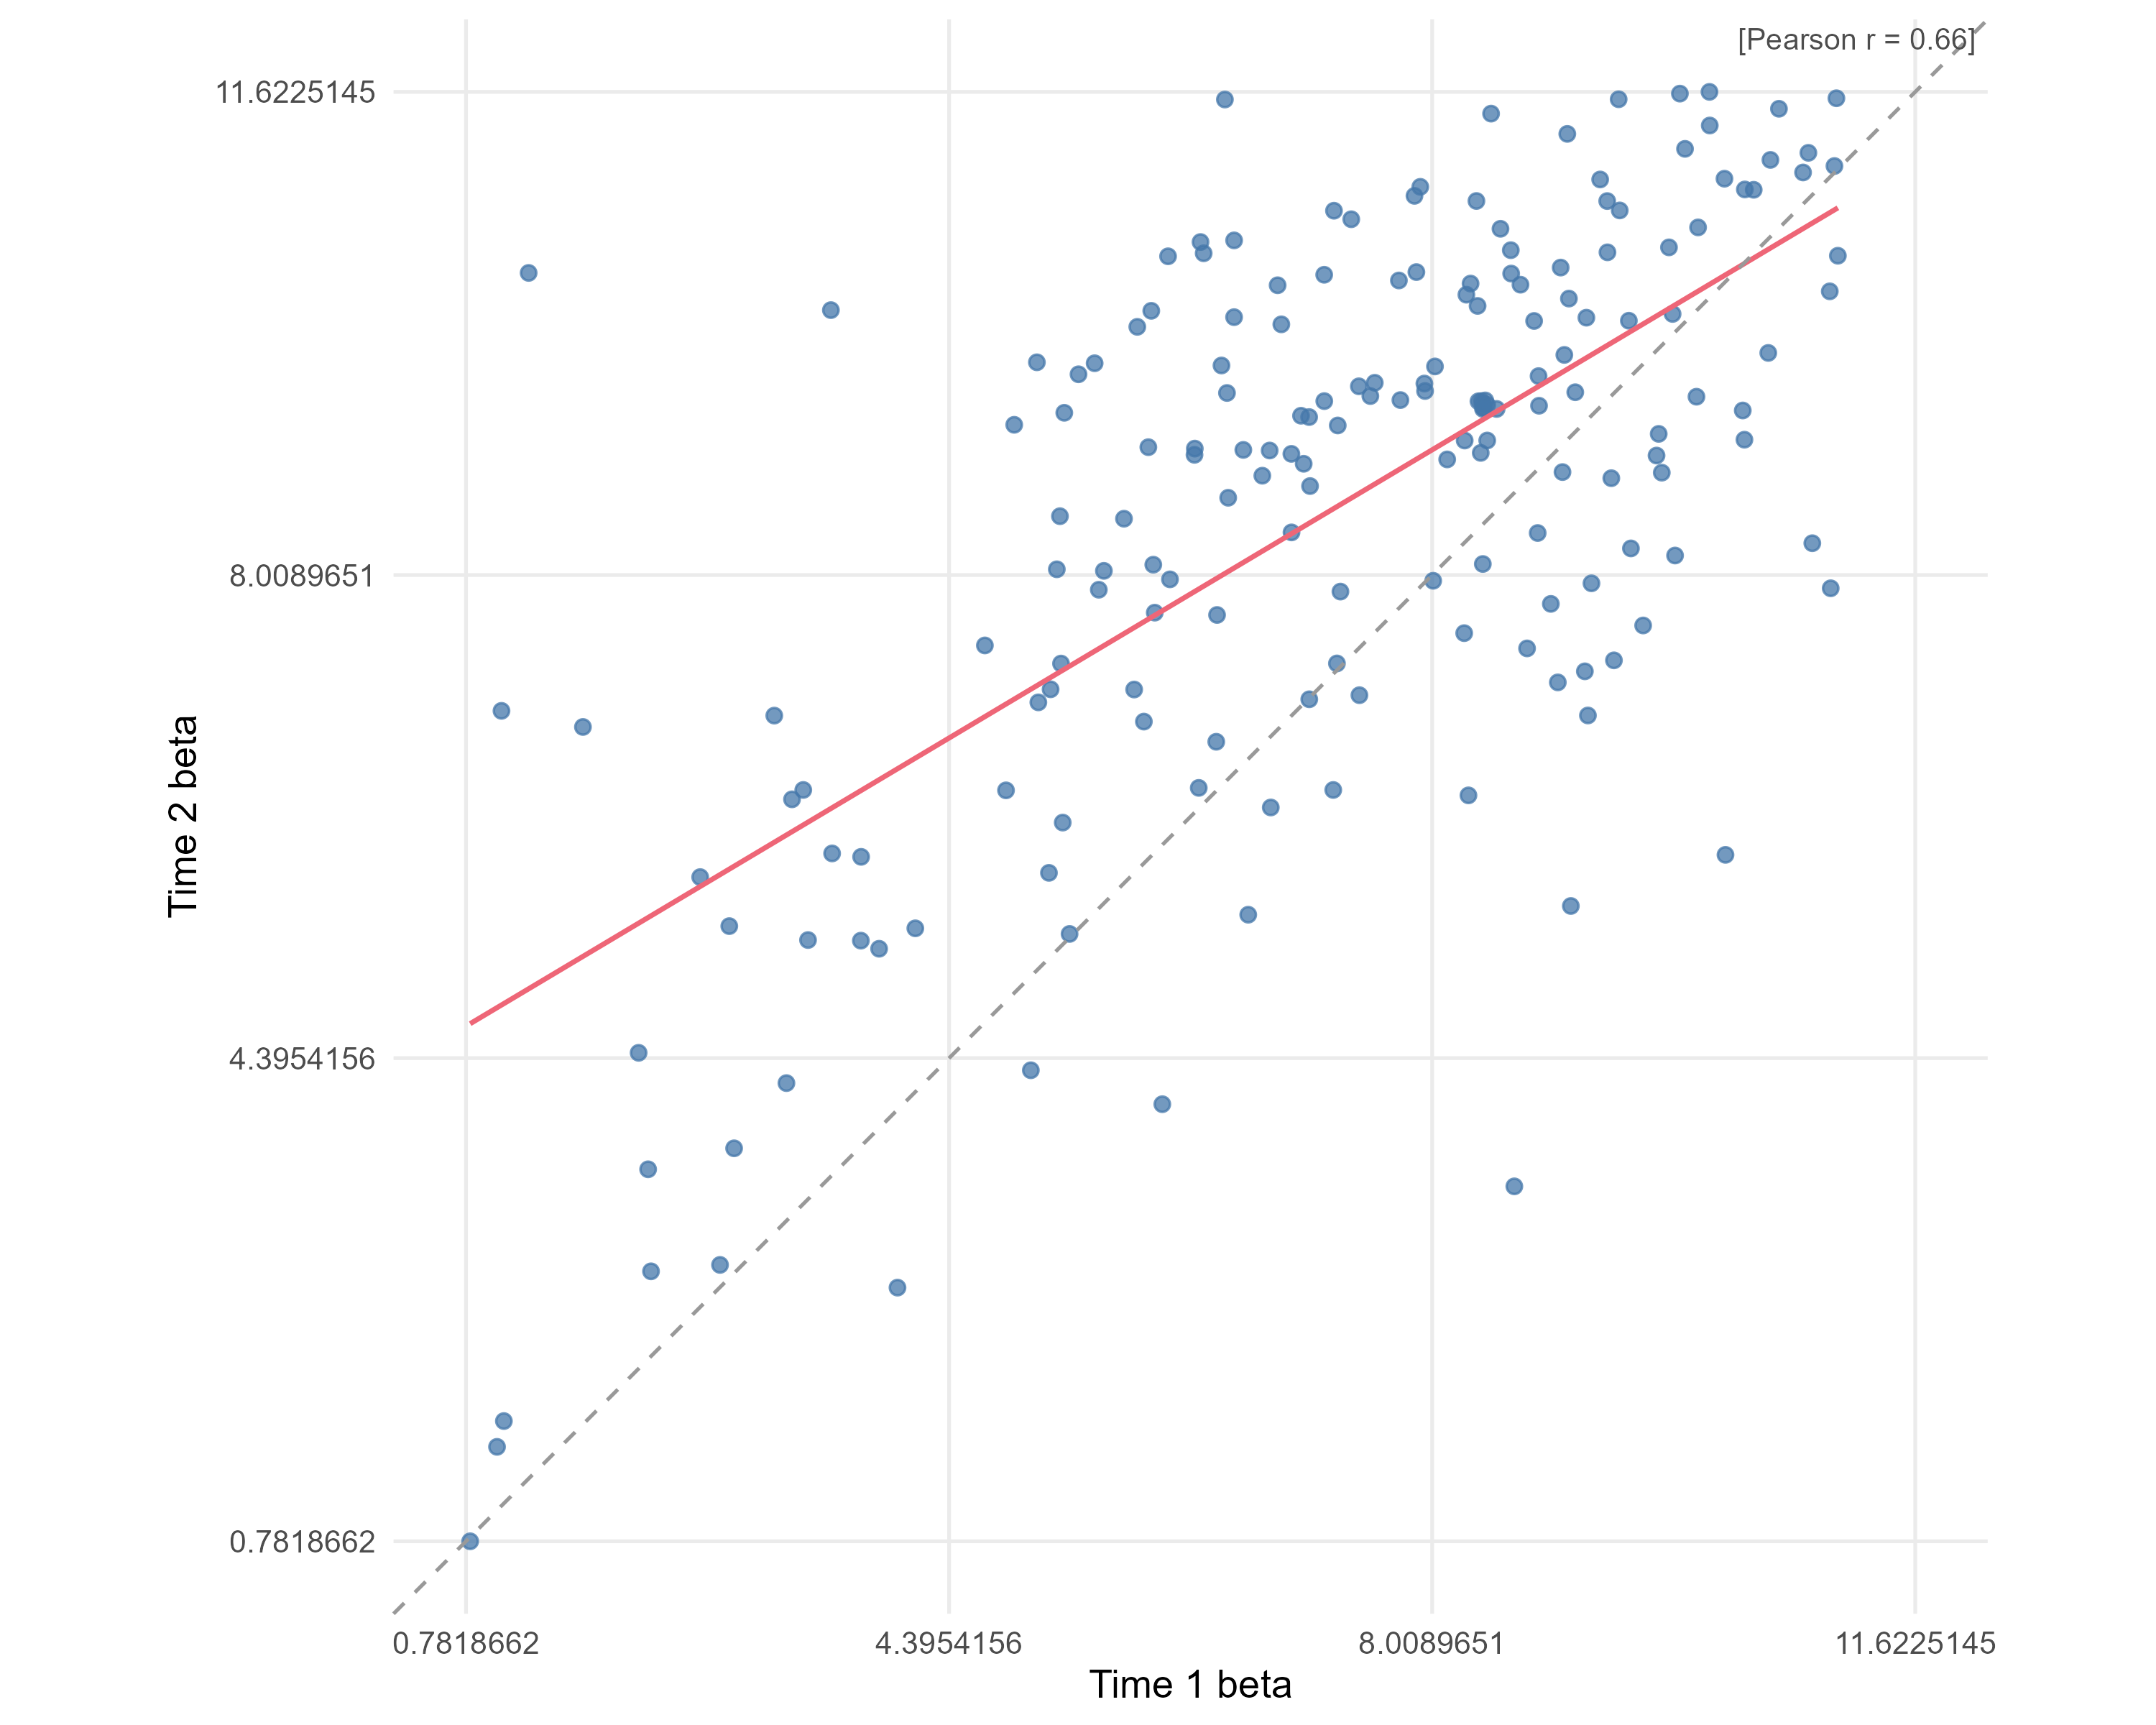 [Pearson r = 0.66]
11.6225145
8.0089651
4.3954156
0.7818662
Time 2 beta
0.7818662 4.3954156 8.0089651 11.6225145
Time 1 beta